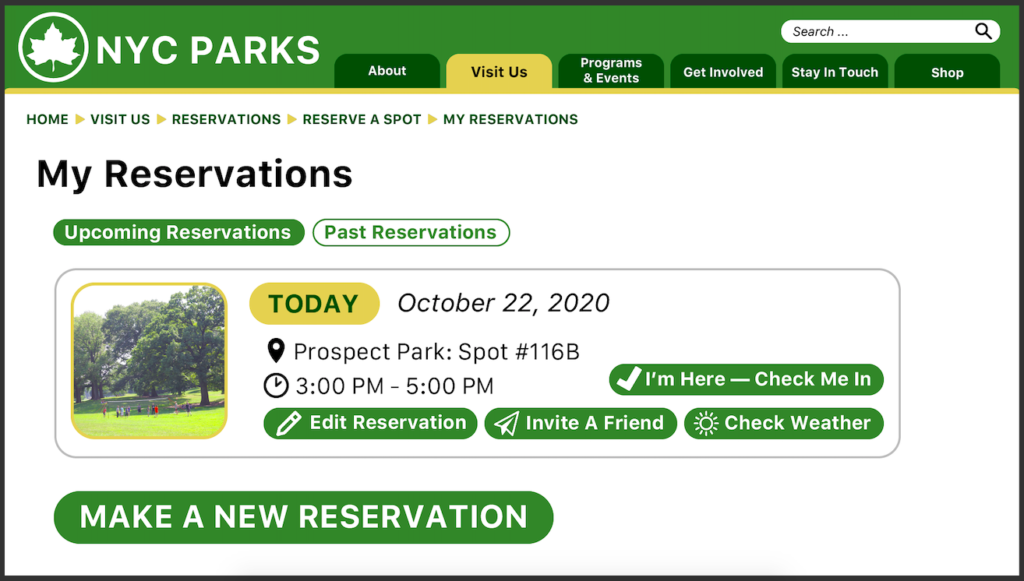 NYC PARKS
Search ...
About
Visit Us
Programs
& Events
Get Involved
Stay In Touch
Shop
HOME VISIT US RESERVATIONS RESERVE A SPOT MY RESERVATIONS
My Reservations
Upcoming Reservations
Past Reservations
TODAY October 22, 2020
Prospect Park: Spot #116B
3:00 PM - 5:00 PM
I'm Here — Check Me In
Edit Reservation
Invite A Friend
Check Weather
MAKE A NEW RESERVATION